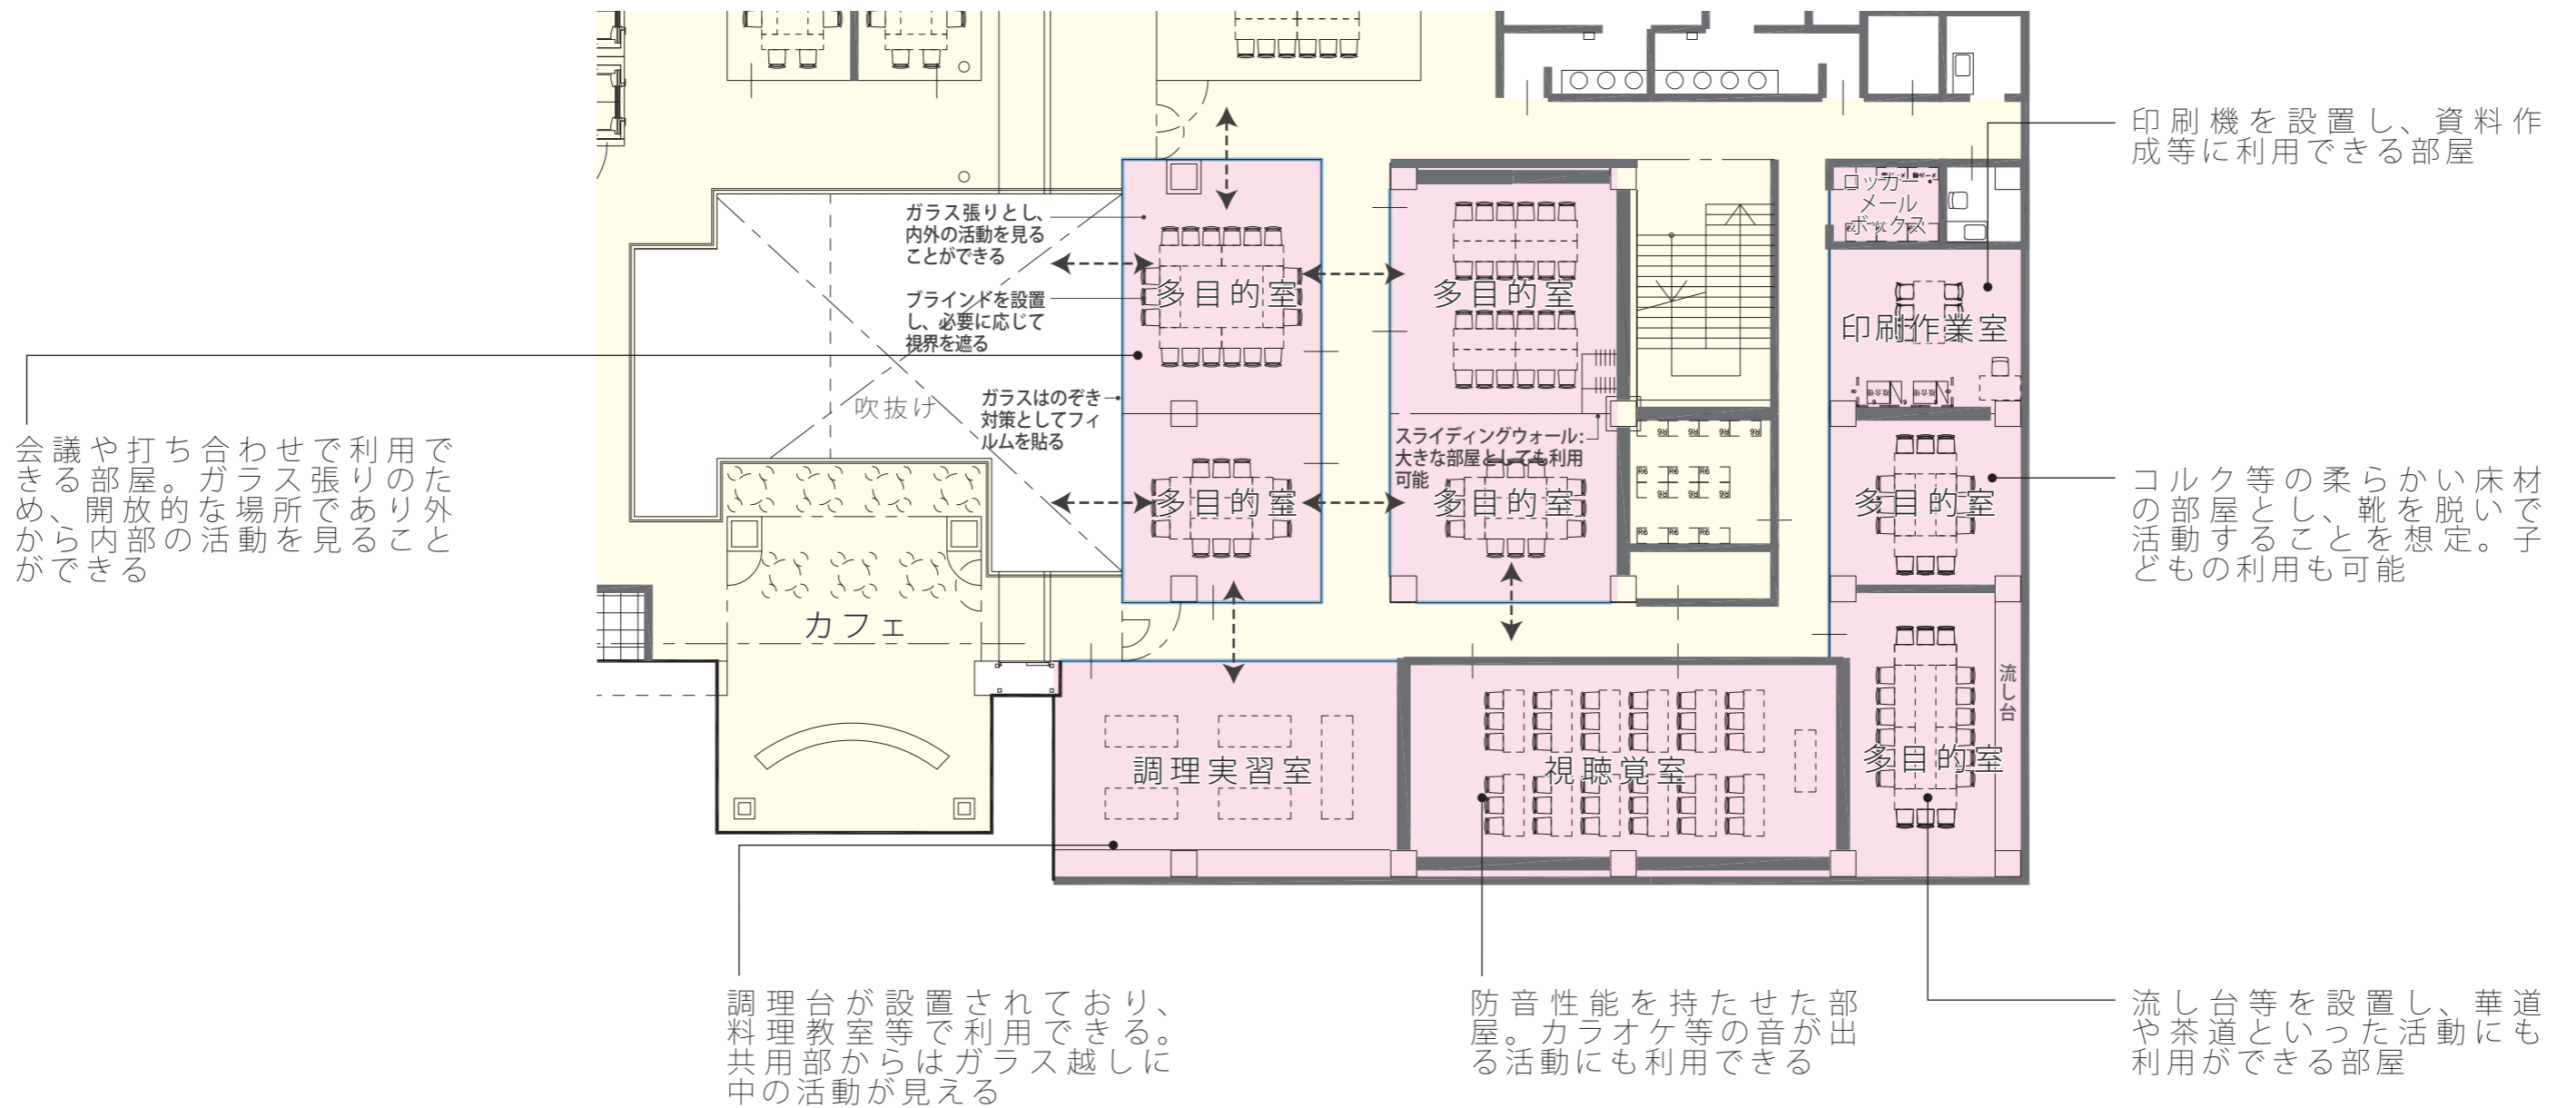 印刷機を設置し、資料作
成等に利用できる部屋
ロッカー
メール
ボックス
ガラス張りとし、
内外の活動を見る
ことができる
ブラインドを設置
し、必要に応じて
視界を遮る
多目的室
多目的室
印刷作業室
吹抜け
ガラスはのぞき
対策としてフィ
ルムを貼る
スライディングウォール:
大きな部屋としても利用
可能
会議や打ち合わせで利用で
きる部屋。ガラス張りのた
め、開放的な場所であり外
から内部の活動を見ること
ができる
多目的室
多目的室
多目的室
コルク等の柔らかい床材
の部屋とし、靴を脱いで
活動することを想定。子
どもの利用も可能
カフェ
流し台
調理実習室
視聴覚室
多目的室
調理台が設置されており、
料理教室等で利用できる。
共用部からはガラス越しに
中の活動が見える
防音性能を持たせた部
屋。カラオケ等の音が出
る活動にも利用できる
流し台等を設置し、華道
や茶道といった活動にも
利用ができる部屋